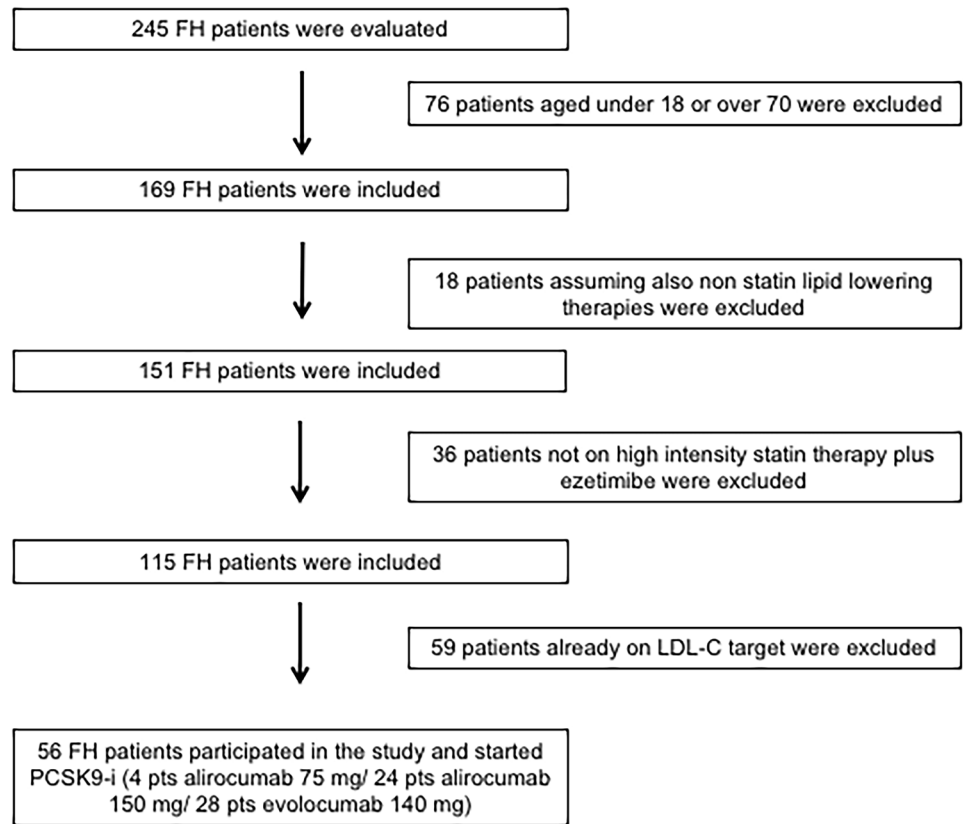 245 FH patients were evaluated
76 patients aged under 18 or over 70 were excluded
169 FH patients were included
18 patients assuming also non statin lipid lowering
therapies were excluded
151 FH patients were included
36 patients not on high intensity statin therapy plus
ezetimibe were excluded
115 FH patients were included
59 patients already on LDL-C target were excluded
56 FH patients participated in the study and started
PCSK9-i (4 pts alirocumab 75 mg/ 24 pts alirocumab
150 mg/ 28 pts evolocumab 140 mg)